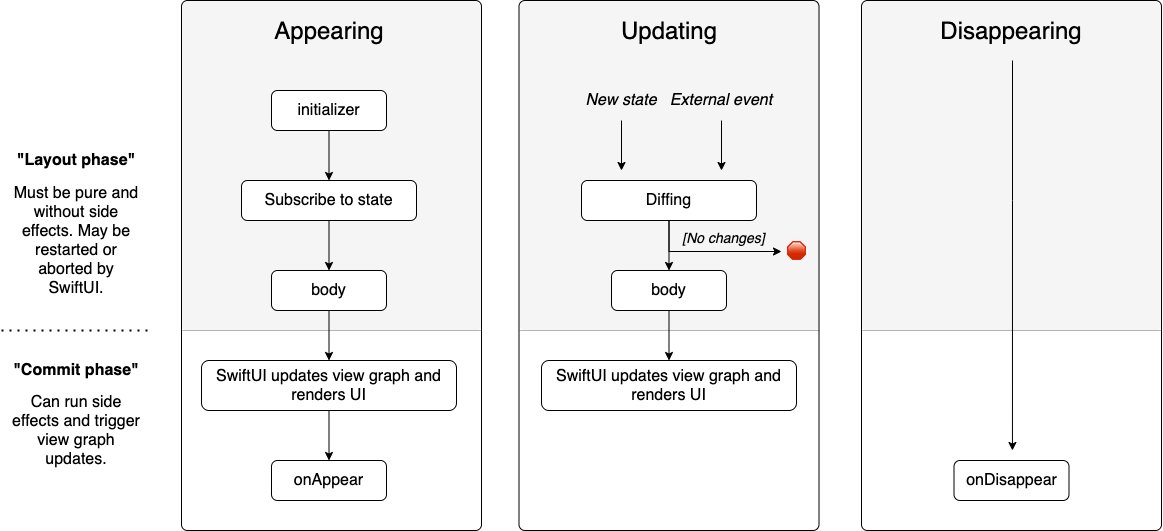 Appearing
Updating
Disappearing
initializer
New state
External event
"Layout phase"
Must be pure and
without side
effects. May be
restarted or
aborted by
SwiftUI.
Subscribe to state
Diffing
[No changes]
body
body
"Commit phase"
Can run side
effects and trigger
view graph
updates.
SwiftUI updates view graph and
renders UI
SwiftUI updates view graph and
renders UI
onAppear
onDisappear